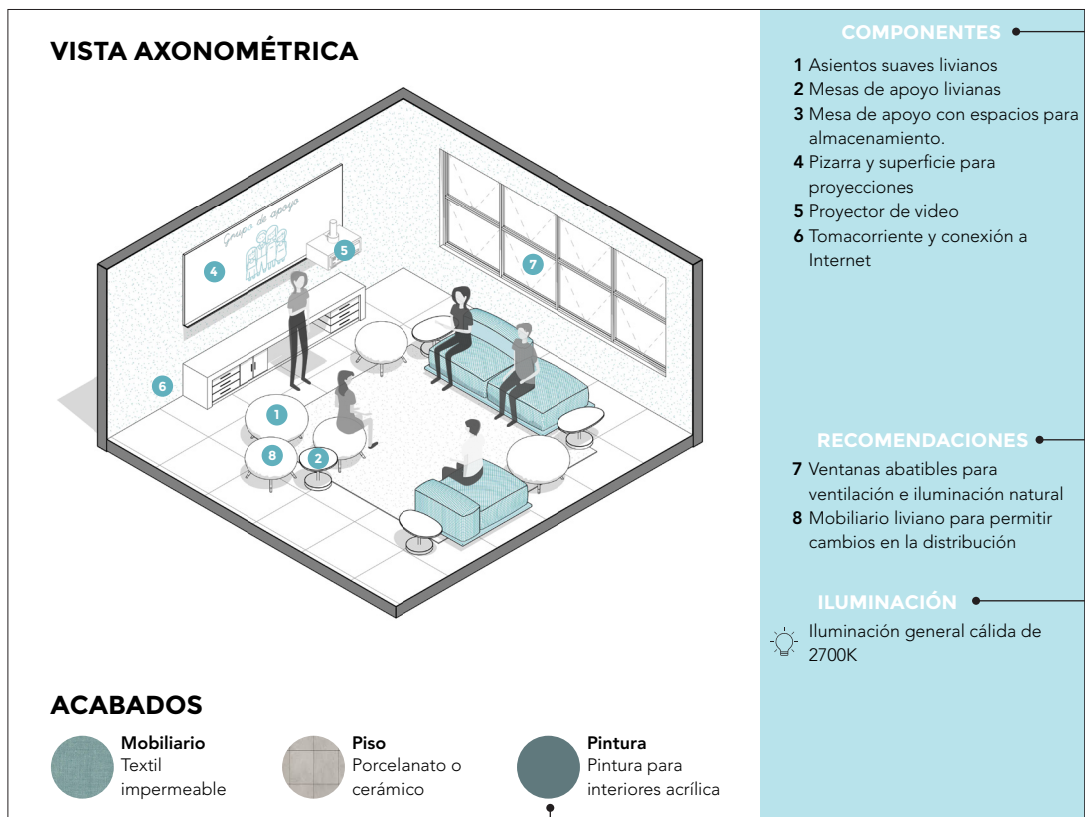 VISTA AXONOMÉTRICA
Grupo de apoyo
4
5
7
6
1
8
2
COMPONENTES
1 Asientos suaves livianos
2 Mesas de apoyo livianas
3 Mesa de apoyo con espacios para
almacenamiento.
4 Pizarra y superficie para
proyecciones
5 Proyector de video
6 Tomacorriente y conexión a
Internet
RECOMENDACIONES
7 Ventanas abatibles para
ventilación e iluminación natural
8 Mobiliario liviano para permitir
cambios en la distribución
ILUMINACIÓN
Iluminación general cálida de
2700K
ACABADOS
Mobiliario
Textil
impermeable
Piso
Porcelanato o
cerámico
Pintura
Pintura para
interiores acrílica